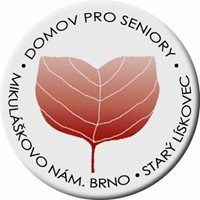 • DOMOV PRO SENIORY •
MIKULÁŠKOVO NÁM. BRNO • STARÝ LÍSKOVEC